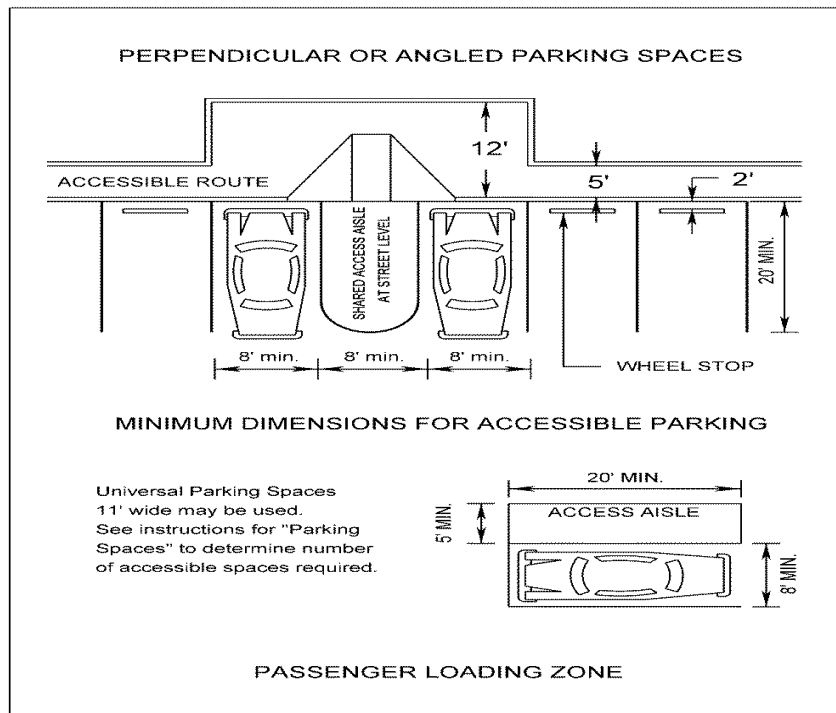 PERPENDICULAR OR ANGLED PARKING SPACES
12'
ACCESSIBLE ROUTE
5'
2'
SHARED ACCESS AISLE
AT STREET LEVEL
20' MIN.
8' min.
8' min.
8' min.
WHEEL STOP
MINIMUM DIMENSIONS FOR ACCESSIBLE PARKING
Universal Parking Spaces
11' wide may be used.
See instructions for "Parking
Spaces" to determine number
of accessible spaces required.
20' MIN.
5' MIN.
ACCESS AISLE
8' MIN.
PASSENGER LOADING ZONE